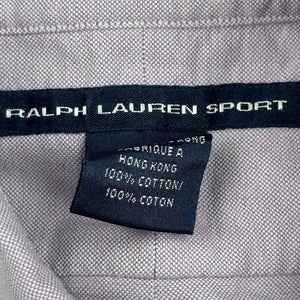 RALPH LAUREN SPORT
HONG KONG
100% COTTON/
100% COTON